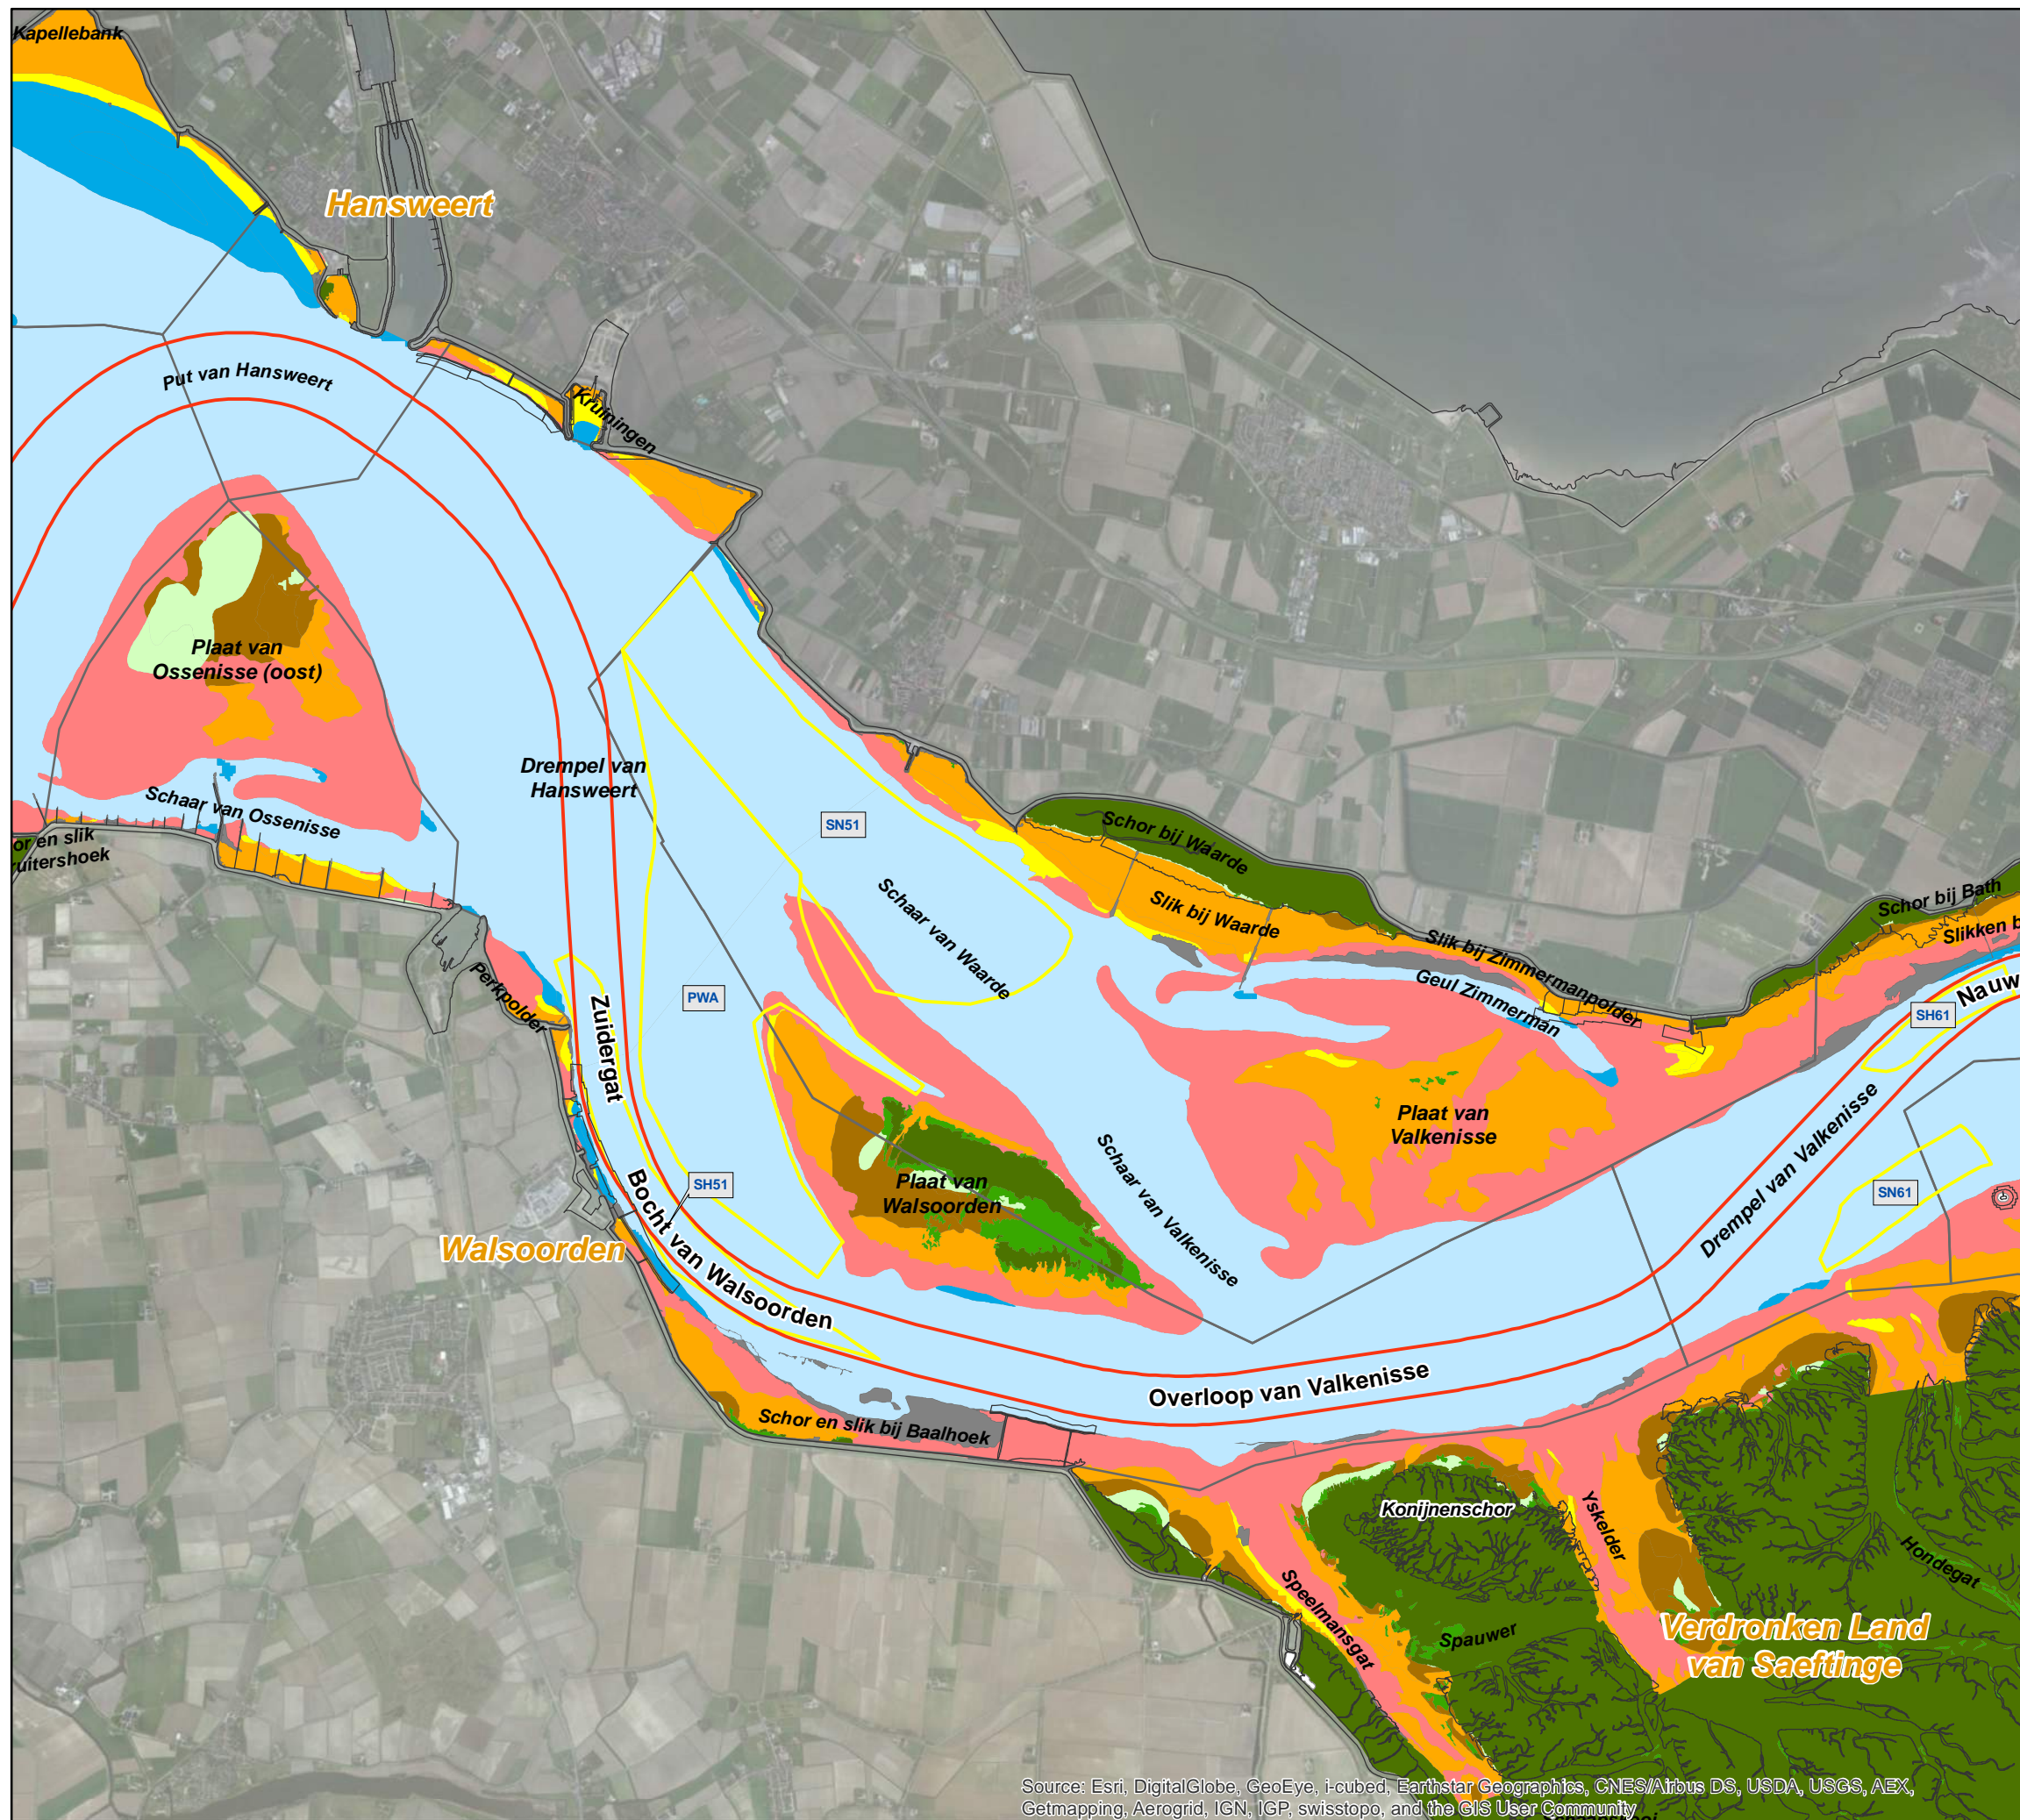 Kapellebank
Hansweert
Put van Hansweert
Kruiningen
Plaat van
Ossenisse (oost)
Drempel van
Hansweert
Schaar van Ossenisse
or en slik
ruitershoek
SN51
Schor bij Waarde
Schaar van Waarde
Slik bij Waarde
Schor bij Bath
Slikken b
Slik bij Zimmermanpolder
Geul Zimmerman
Nauw
SH61
Perkpolder
Zuidergat
PWA
Plaat van
Valkenisse
Drempel van Valkenisse
Schaar van Valkenisse
SH51
Plaat van
Walsoorden
SN61
Walsoorden
Bocht van Walsoorden
Overloop van Valkenisse
Schor en slik bij Baalhoek
Konijnenschor
Yskelder
Hondegat
Speelmansgat
Spauwer
Verdronken Land
van Saeftinge
Source: Esri, DigitalGlobe, GeoEye, i-cubed, Earthstar Geographics, CNES/Airbus DS, USDA, USGS, AEX,
Getmapping, Aerogrid, IGN, IGP, swisstopo, and the GIS User Community